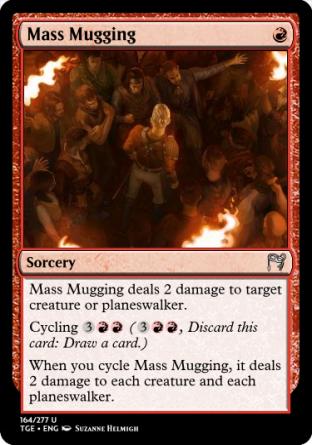 Mass Mugging
Sorcery
Mass Mugging deals 2 damage to target
creature or planeswalker.
Cycling 3 (3, Discard this
card: Draw a card.)
When you cycle Mass Mugging, it deals
2 damage to each creature and each
planeswalker.
164/277 U
TGE • ENG Suzanne Helmigh